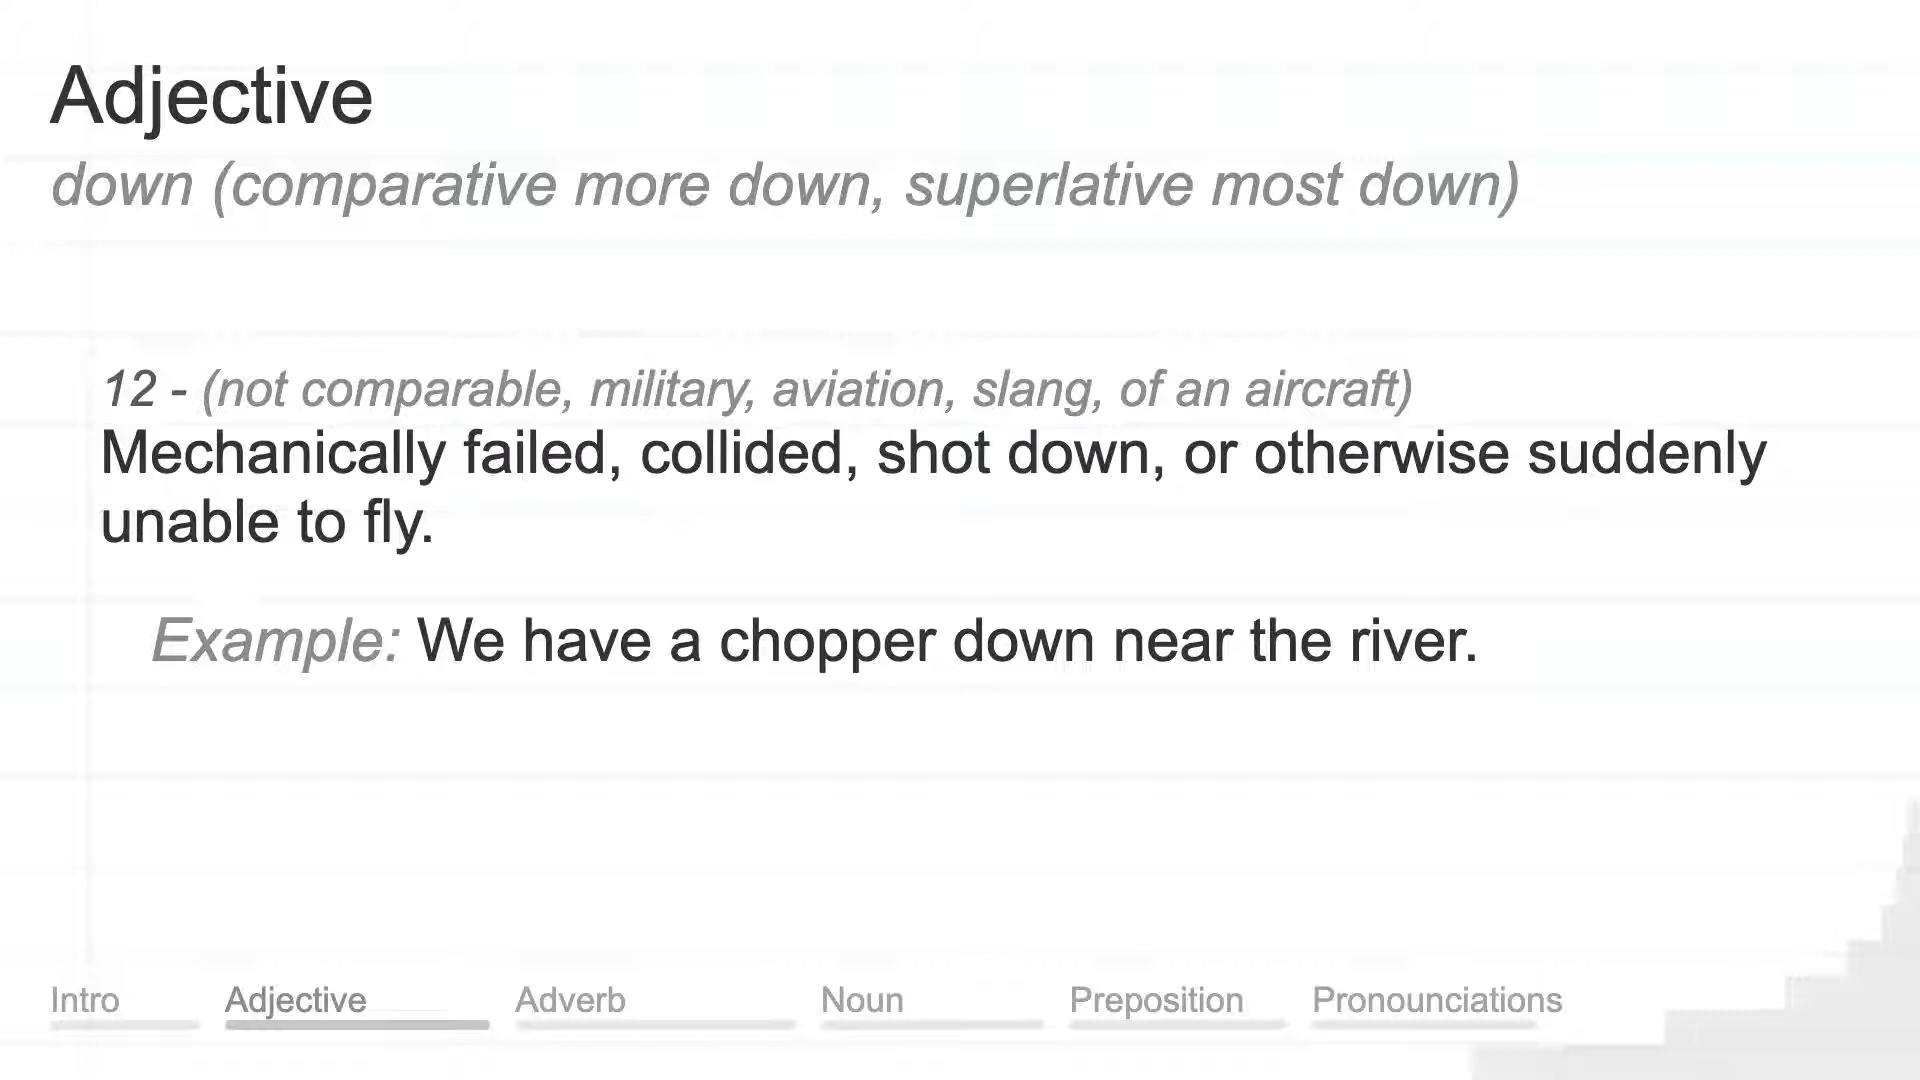 Adjective
down (comparative more down, superlative most down)
12 - (not comparable, military, aviation, slang, of an aircraft)
Mechanically failed, collided, shot down, or otherwise suddenly
unable to fly.
Example: We have a chopper down near the river.
Intro Adjective Adverb Noun Preposition Pronounciations